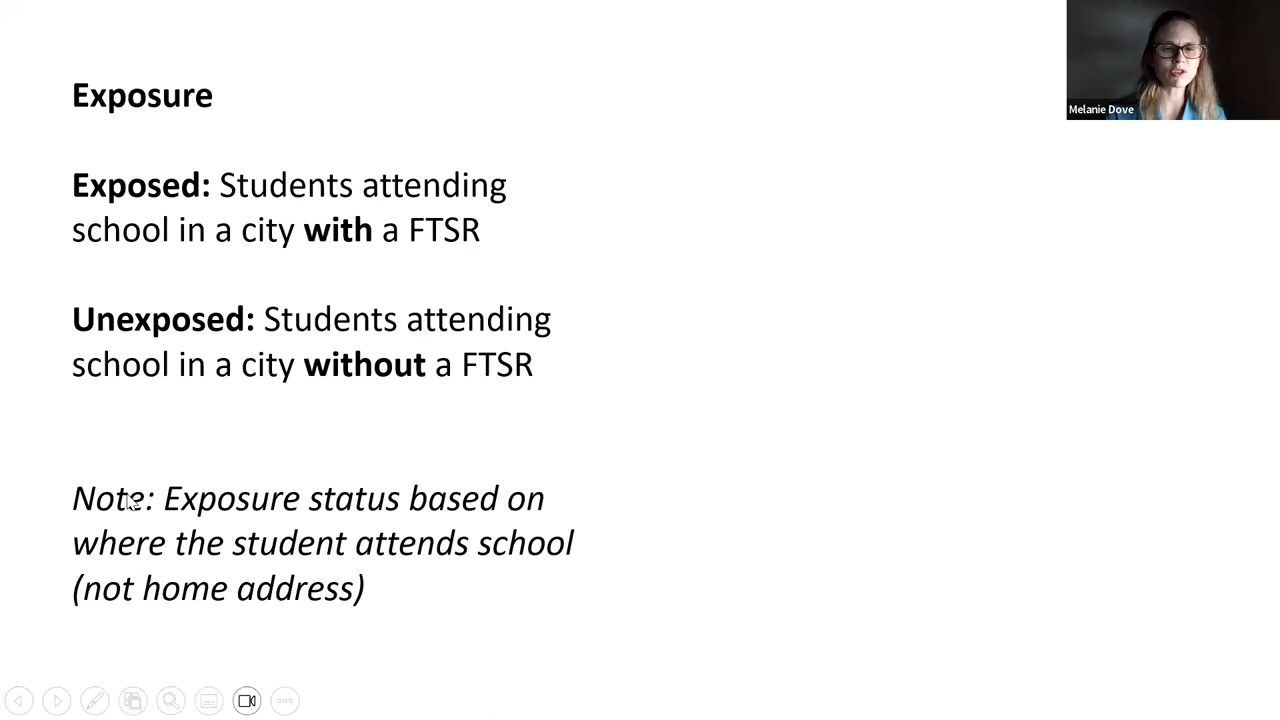 Exposure
Exposed: Students attending
school in a city with a FTSR
Unexposed: Students attending
school in a city without a FTSR
Note: Exposure status based on
where the student attends school
(not home address)
Melanie Dove